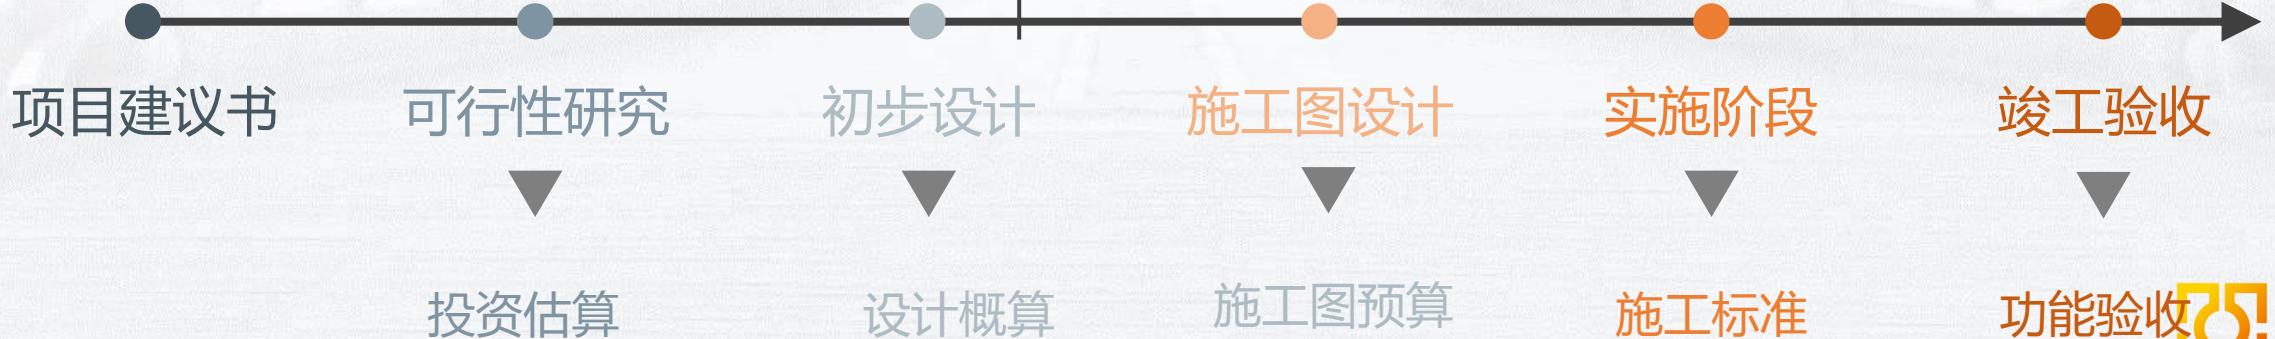 项目建议书 可行性研究 初步设计 施工图设计 实施阶段 竣工验收
投资估算 设计概算 施工图预算 施工标准 功能验收